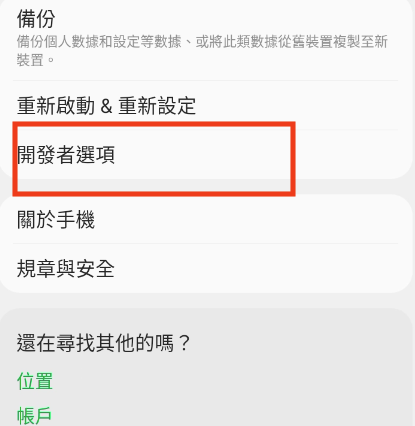 備份
備份個人數據和設定等數據、或將此類數據從舊裝置複製至新
裝置。
重新啟動 & 重新設定
開發者選項
關於手機
規章與安全
還在尋找其他的嗎？
位置
帳戶